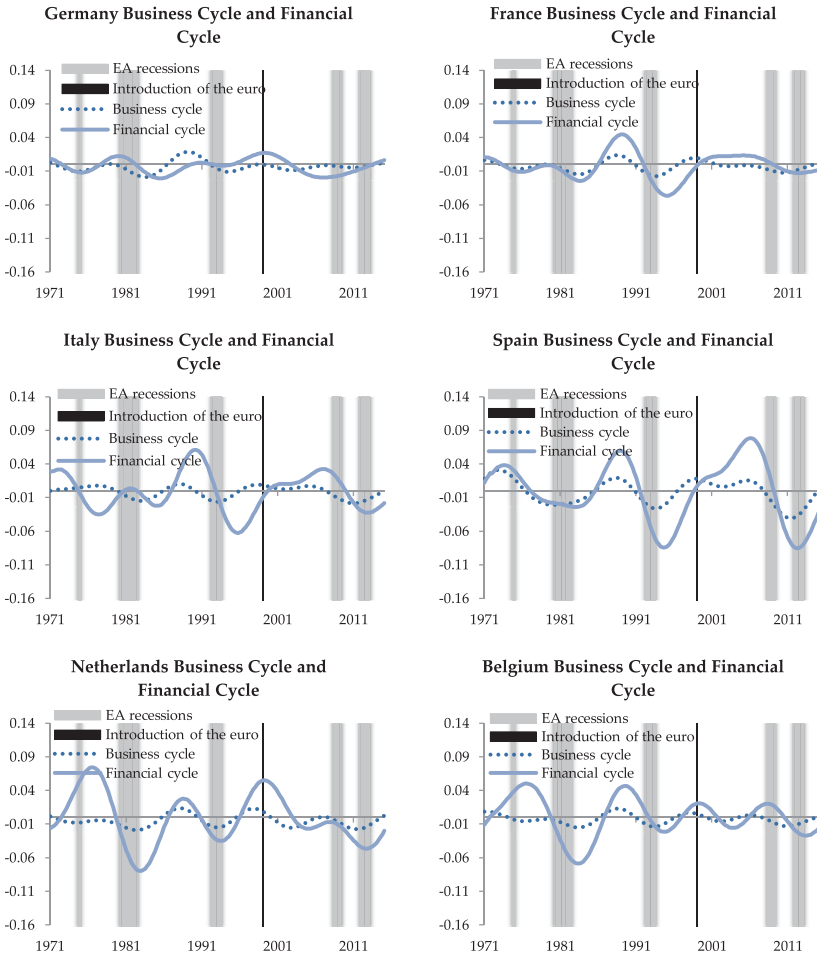 Germany Business Cycle and Financial
Cycle
EA recessions
Introduction of the euro
Business cycle
Financial cycle
0.14
0.09
0.04
-0.01
-0.06
-0.11
-0.16
1971
1981
1991
2001
2011
France Business Cycle and Financial
Cycle
EA recessions
Introduction of the euro
Business cycle
Financial cycle
0.14
0.09
0.04
-0.01
-0.06
-0.11
-0.16
1971
1981
1991
2001
2011
Italy Business Cycle and Financial
Cycle
EA recessions
Introduction of the euro
Business cycle
Financial cycle
0.14
0.09
0.04
-0.01
-0.06
-0.11
-0.16
1971
1981
1991
2001
2011
Spain Business Cycle and Financial
Cycle
EA recessions
Introduction of the euro
Business cycle
Financial cycle
0.14
0.09
0.04
-0.01
-0.06
-0.11
-0.16
1971
1981
1991
2001
2011
Netherlands Business Cycle and
Financial Cycle
EA recessions
Introduction of the euro
Business cycle
Financial cycle
0.14
0.09
0.04
-0.01
-0.06
-0.11
-0.16
1971
1981
1991
2001
2011
Belgium Business Cycle and Financial
Cycle
EA recessions
Introduction of the euro
Business cycle
Financial cycle
0.14
0.09
0.04
-0.01
-0.06
-0.11
-0.16
1971
1981
1991
2001
2011